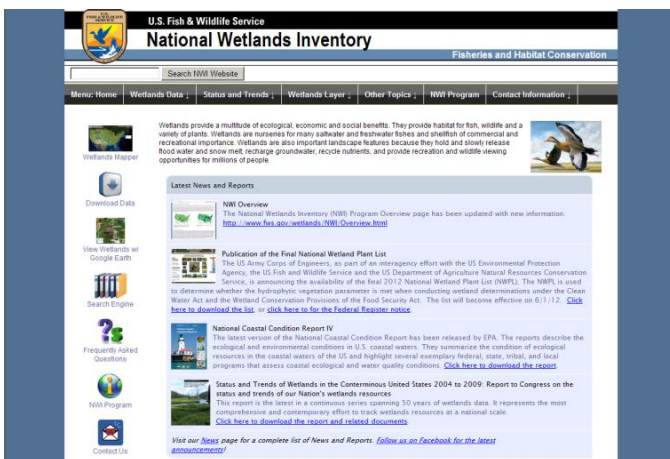 U.S. Fish & Wildlife Service
National Wetlands Inventory
Fisheries and Habitat Conservation
Search NWI Website
Menu: Home Wetlands Data ↓ Status and Trends ↓ Wetlands Layer ↓ Other Topics ↓ NWI Program Contact Information ↓
Wetlands provide a multitude of ecological, economic and social benefits. They provide habitat for fish, wildlife and a
variety of plants. Wetlands are nurseries for many saltwater and freshwater fishes and shellfish of commercial and
recreational importance. Wetlands are also important landscape features because they hold and slowly release
flood water and snow melt, recharge groundwater, recycle nutrients, and provide recreation and wildlife viewing
opportunities for millions of people.
Wetlands Mapper
Download Data
View Wetlands w/
Google Earth
Search Engine
Frequently Asked
Questions
NWI Program
Contact Us
Latest News and Reports
NWI Overview
The National Wetlands Inventory (NWI) Program Overview page has been updated with new information.
http://www.fws.gov/wetlands/NWI/Overview.html
Publication of the Final National Wetland Plant List
The US Army Corps of Engineers, as part of an interagency effort with the US Environmental Protection
Agency, the US Fish and Wildlife Service and the US Department of Agriculture Natural Resources Conservation
Service, is announcing the availability of the final 2012 National Wetland Plant List (NWPL). The NWPL is used
to determine whether the hydrophytic vegetation parameter is met when conducting wetland determinations under the Clean
Water Act and the Wetland Conservation Provisions of the Food Security Act. The list will become effective on 6/1/12. Click
here to download the list, or click here to for the Federal Register notice.
National Coastal Condition Report IV
The latest version of the National Coastal Condition Report has been released by EPA. The reports describe the
ecological and environmental conditions in U.S. coastal waters. They summarize the condition of ecological
resources in the coastal waters of the US and highlight several exemplary federal, state, tribal, and local
programs that assess coastal ecological and water quality conditions. Click here to download the report.
Status and Trends of Wetlands in the Conterminous United States 2004 to 2009: Report to Congress on the
status and trends of our Nation's wetlands resources
This report is the latest in a continuous series spanning 50 years of wetlands data. It represents the most
comprehensive and contemporary effort to track wetlands resources at a national scale.
Click here to download the report and related documents.
Visit our News page for a complete list of News and Reports. Follow us on Facebook for the latest
announcements!